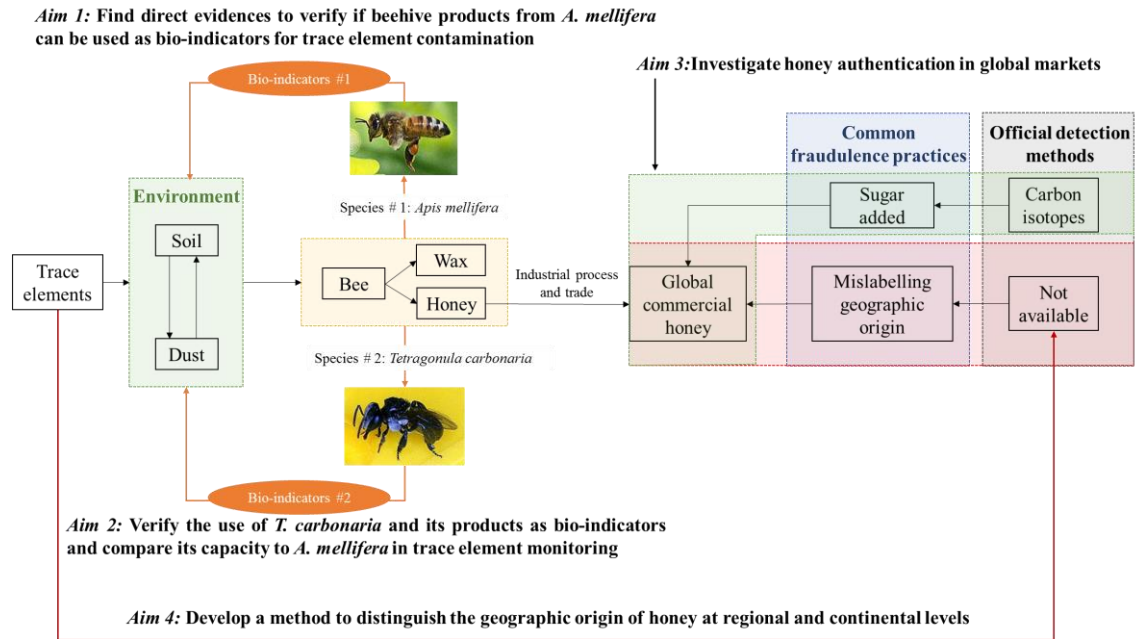 Aim 1: Find direct evidences to verify if beehive products from A. mellifera
can be used as bio-indicators for trace element contamination
Bio-indicators #1
Aim 3:Investigate honey authentication in global markets
Common
fraudulence practices
Official detection
methods
Environment
Species # 1: Apis mellifera
Sugar
added
Carbon
isotopes
Soil
Trace
elements
Bee
Wax
Honey
Industrial process
and trade
Global
commercial
honey
Mislabelling
geographic
origin
Not
available
Dust
Species # 2: Tetragonula carbonaria
Bio-indicators #2
Aim 2: Verify the use of T. carbonaria and its products as bio-indicators
and compare its capacity to A. mellifera in trace element monitoring
Aim 4: Develop a method to distinguish the geographic origin of honey at regional and continental levels